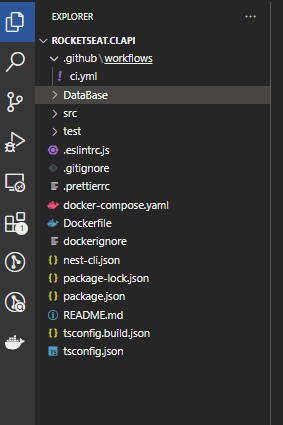 EXPLORER
ROCKETSEAT.CI.API
.github\workflows
! ci.yml
DataBase
src
test
.eslintrc.js
.gitignore
.prettierrc
docker-compose.yaml
Dockerfile
dockerignore
{} nest-cli.json
{} package-lock.json
{} package.json
README.md
{} tsconfig.build.json
TS tsconfig.json
1